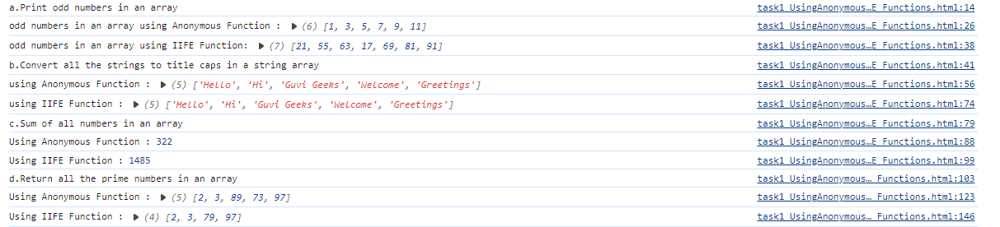 a.Print odd numbers in an array task1 UsingAnonymous…E Functions.html:14
odd numbers in an array using Anonymous Function : ▶ (6) [1, 3, 5, 7, 9, 11] task1 UsingAnonymous…E Functions.html:26
odd numbers in an array using IIFE Function: ▶ (7) [21, 55, 63, 17, 69, 81, 91] task1 UsingAnonymous…E Functions.html:38
b.Convert all the strings to title caps in a string array task1 UsingAnonymous…E Functions.html:41
using Anonymous Function : ▶ (5) ['Hello', 'Hi', 'Guvi Geeks', 'Welcome', 'Greetings'] task1 UsingAnonymous…E Functions.html:56
using IIFE Function : ▶ (5) ['Hello', 'Hi', 'Guvi Geeks', 'Welcome', 'Greetings'] task1 UsingAnonymous…E Functions.html:74
c.Sum of all numbers in an array task1 UsingAnonymous…E Functions.html:79
Using Anonymous Function : 322 task1 UsingAnonymous…E Functions.html:88
Using IIFE Function : 1485 task1 UsingAnonymous…E Functions.html:99
d.Return all the prime numbers in an array task1 UsingAnonymous… Functions.html:103
Using Anonymous Function : ▶ (5) [2, 3, 89, 73, 97] task1 UsingAnonymous… Functions.html:123
Using IIFE Function : ▶ (4) [2, 3, 79, 97] task1 UsingAnonymous… Functions.html:146